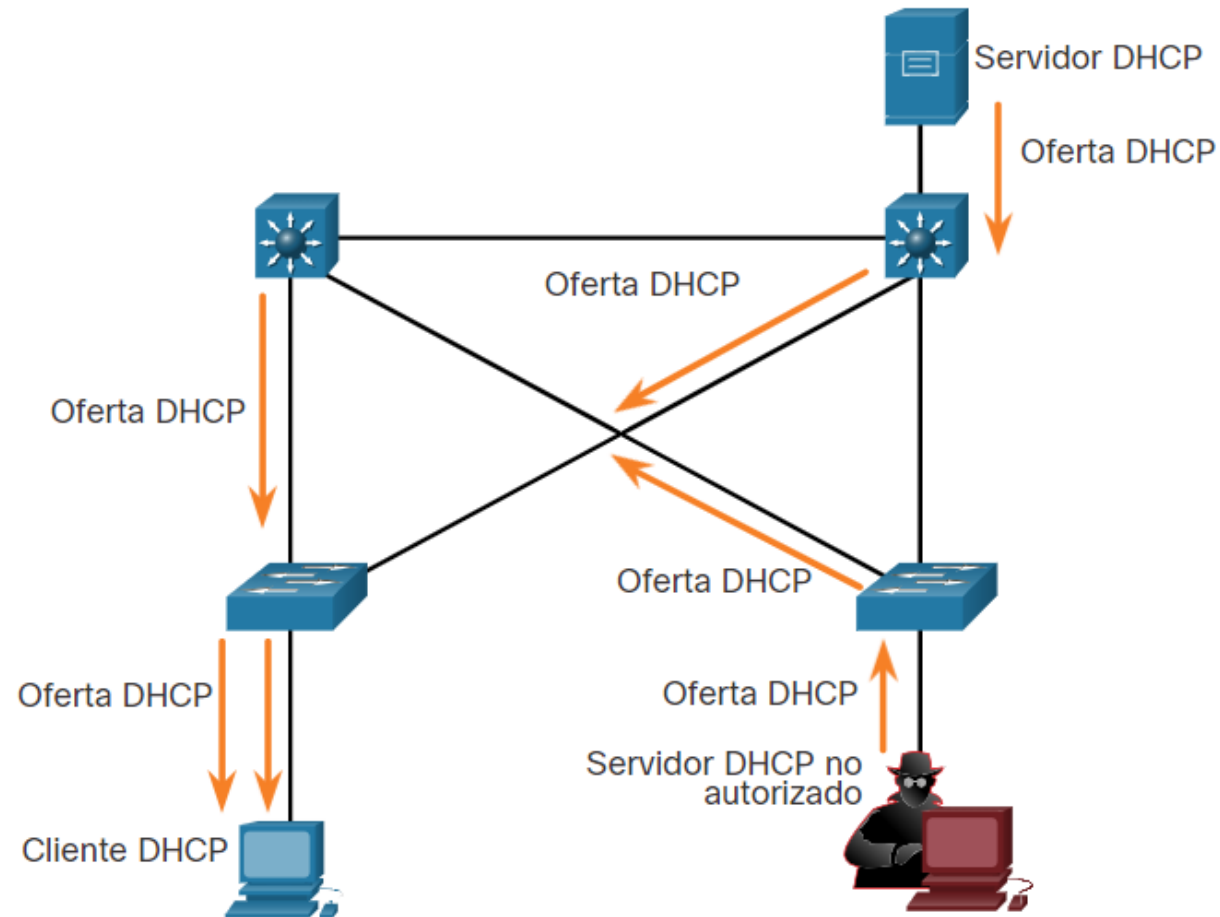 Servidor DHCP
Oferta DHCP
Oferta DHCP
Oferta DHCP
Oferta DHCP
Oferta DHCP
Oferta DHCP
Servidor DHCP no
autorizado
Cliente DHCP